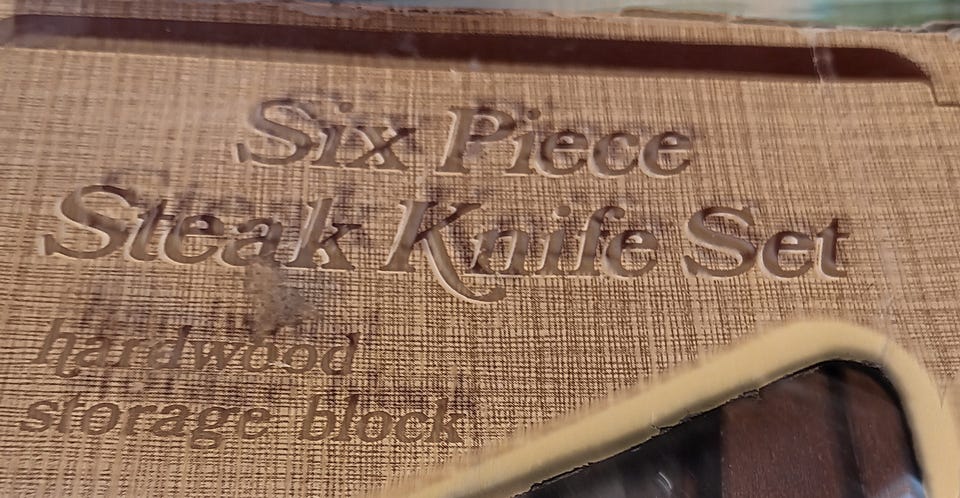 Six Piece
Steak Knife Set
hardwood
storage block